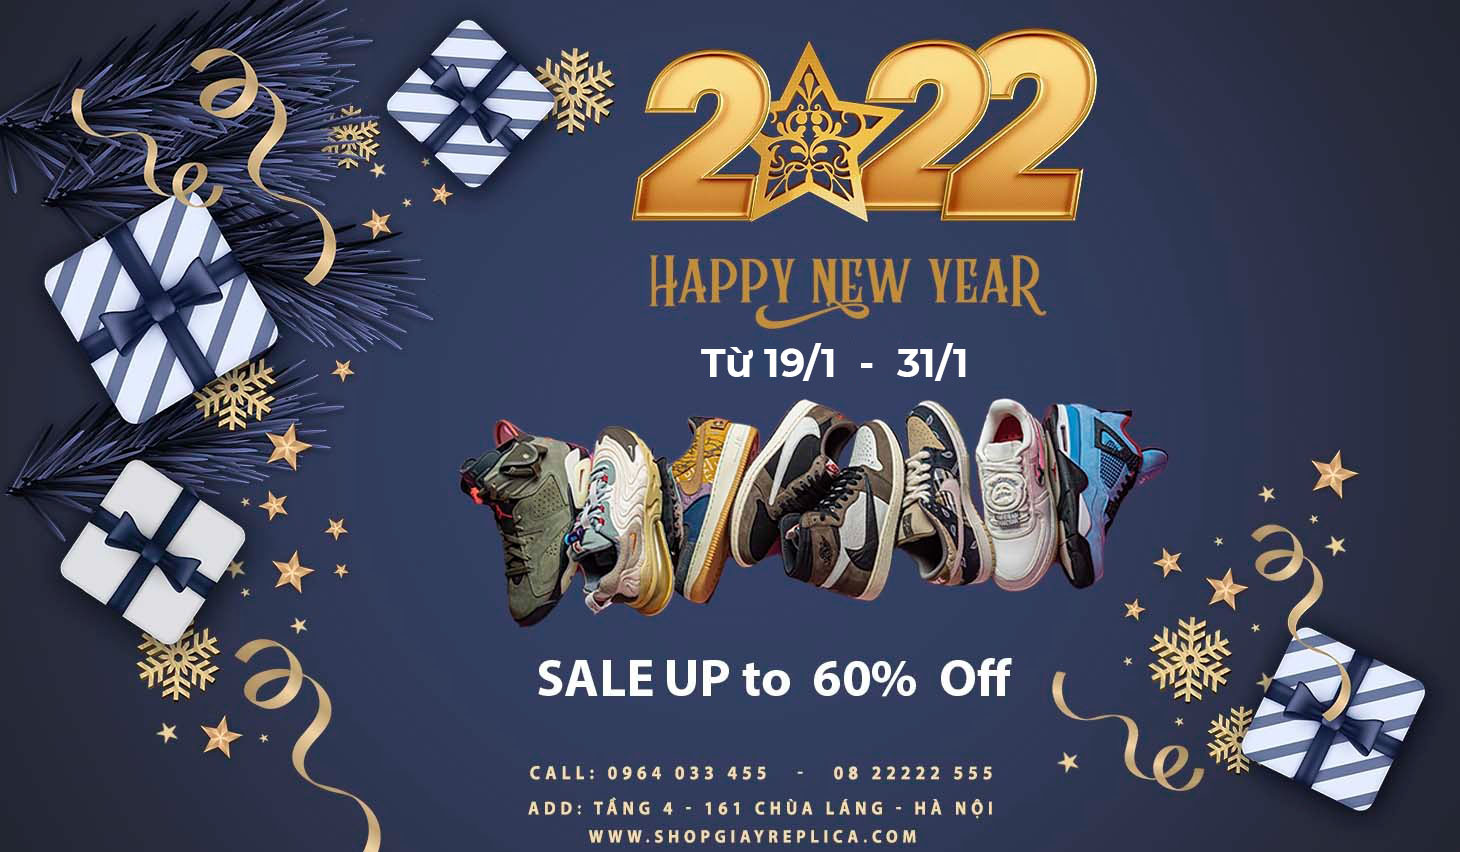 2022
HAPPY NEW YEAR
Từ 19/1 - 31/1
SALE UP to 60% Off
CALL: 0964 033 455 - 08 22222 555
ADD: TẦNG 4 - 161 CHÙA LÁNG - HÀ NỘI
WWW.SHOPGIAYREPLICA.COM